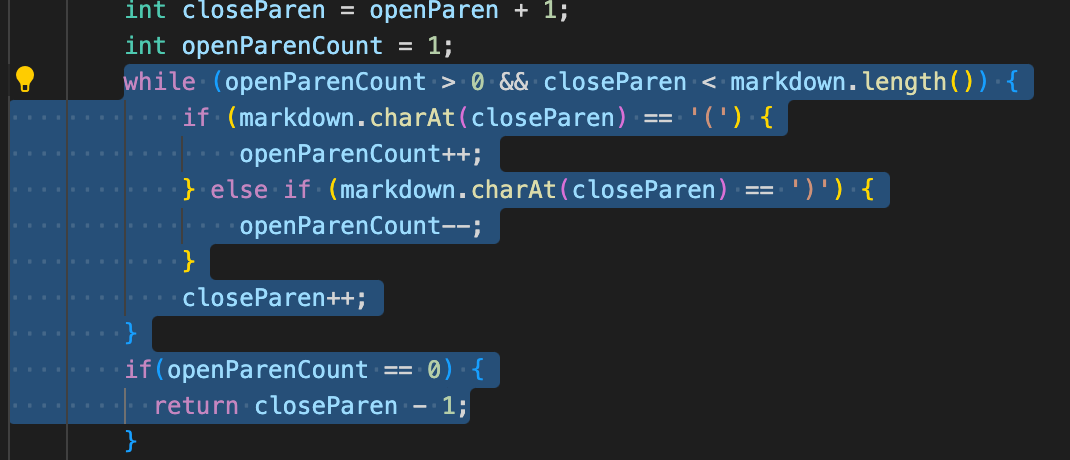 int closeParen = openParen + 1;
int openParenCount = 1;
while (openParenCount > 0 && closeParen < markdown.length()) {
if (markdown.charAt(closeParen) == '(') {
openParenCount++;
} else if (markdown.charAt(closeParen) == ')') {
openParenCount--;
}
closeParen++;
}
if(openParenCount == 0) {
return closeParen - 1;
}